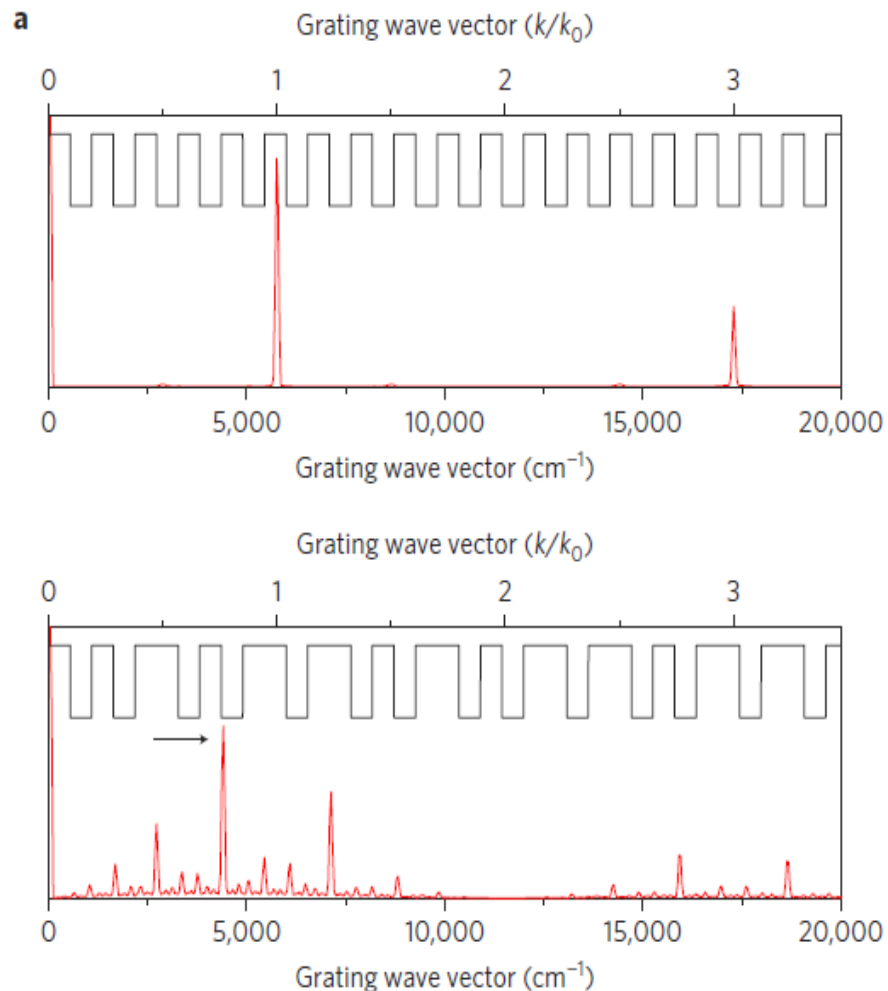 a
Grating wave vector (k/k₀)
0 1 2 3
0 5,000 10,000 15,000 20,000
Grating wave vector (cm⁻¹)
Grating wave vector (k/k₀)
0 1 2 3
0 5,000 10,000 15,000 20,000
Grating wave vector (cm⁻¹)